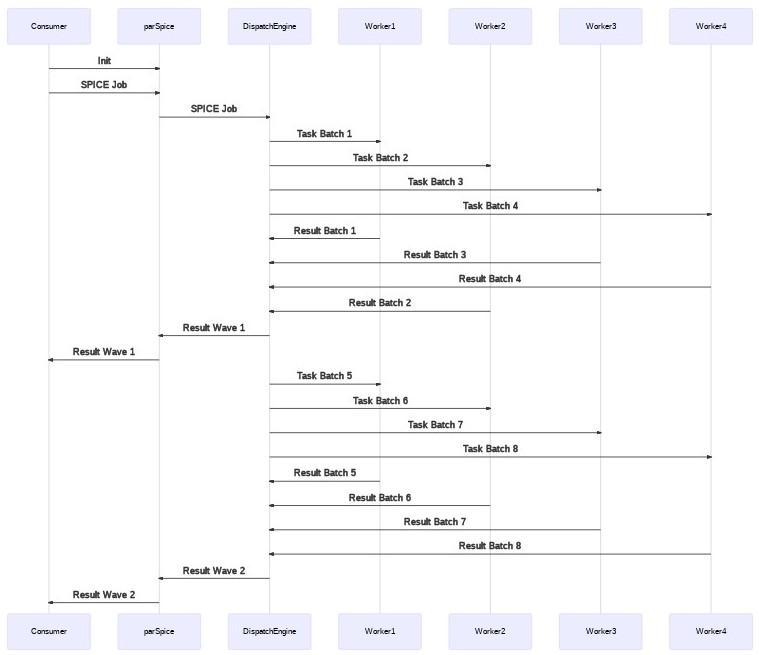 Consumer
parSpice
DispatchEngine
Worker1
Worker2
Worker3
Worker4
Init
SPICE Job
SPICE Job
Task Batch 1
Task Batch 2
Task Batch 3
Task Batch 4
Result Batch 1
Result Batch 3
Result Batch 4
Result Batch 2
Result Wave 1
Result Wave 1
Task Batch 5
Task Batch 6
Task Batch 7
Task Batch 8
Result Batch 5
Result Batch 6
Result Batch 7
Result Batch 8
Result Wave 2
Result Wave 2
Consumer
parSpice
DispatchEngine
Worker1
Worker2
Worker3
Worker4